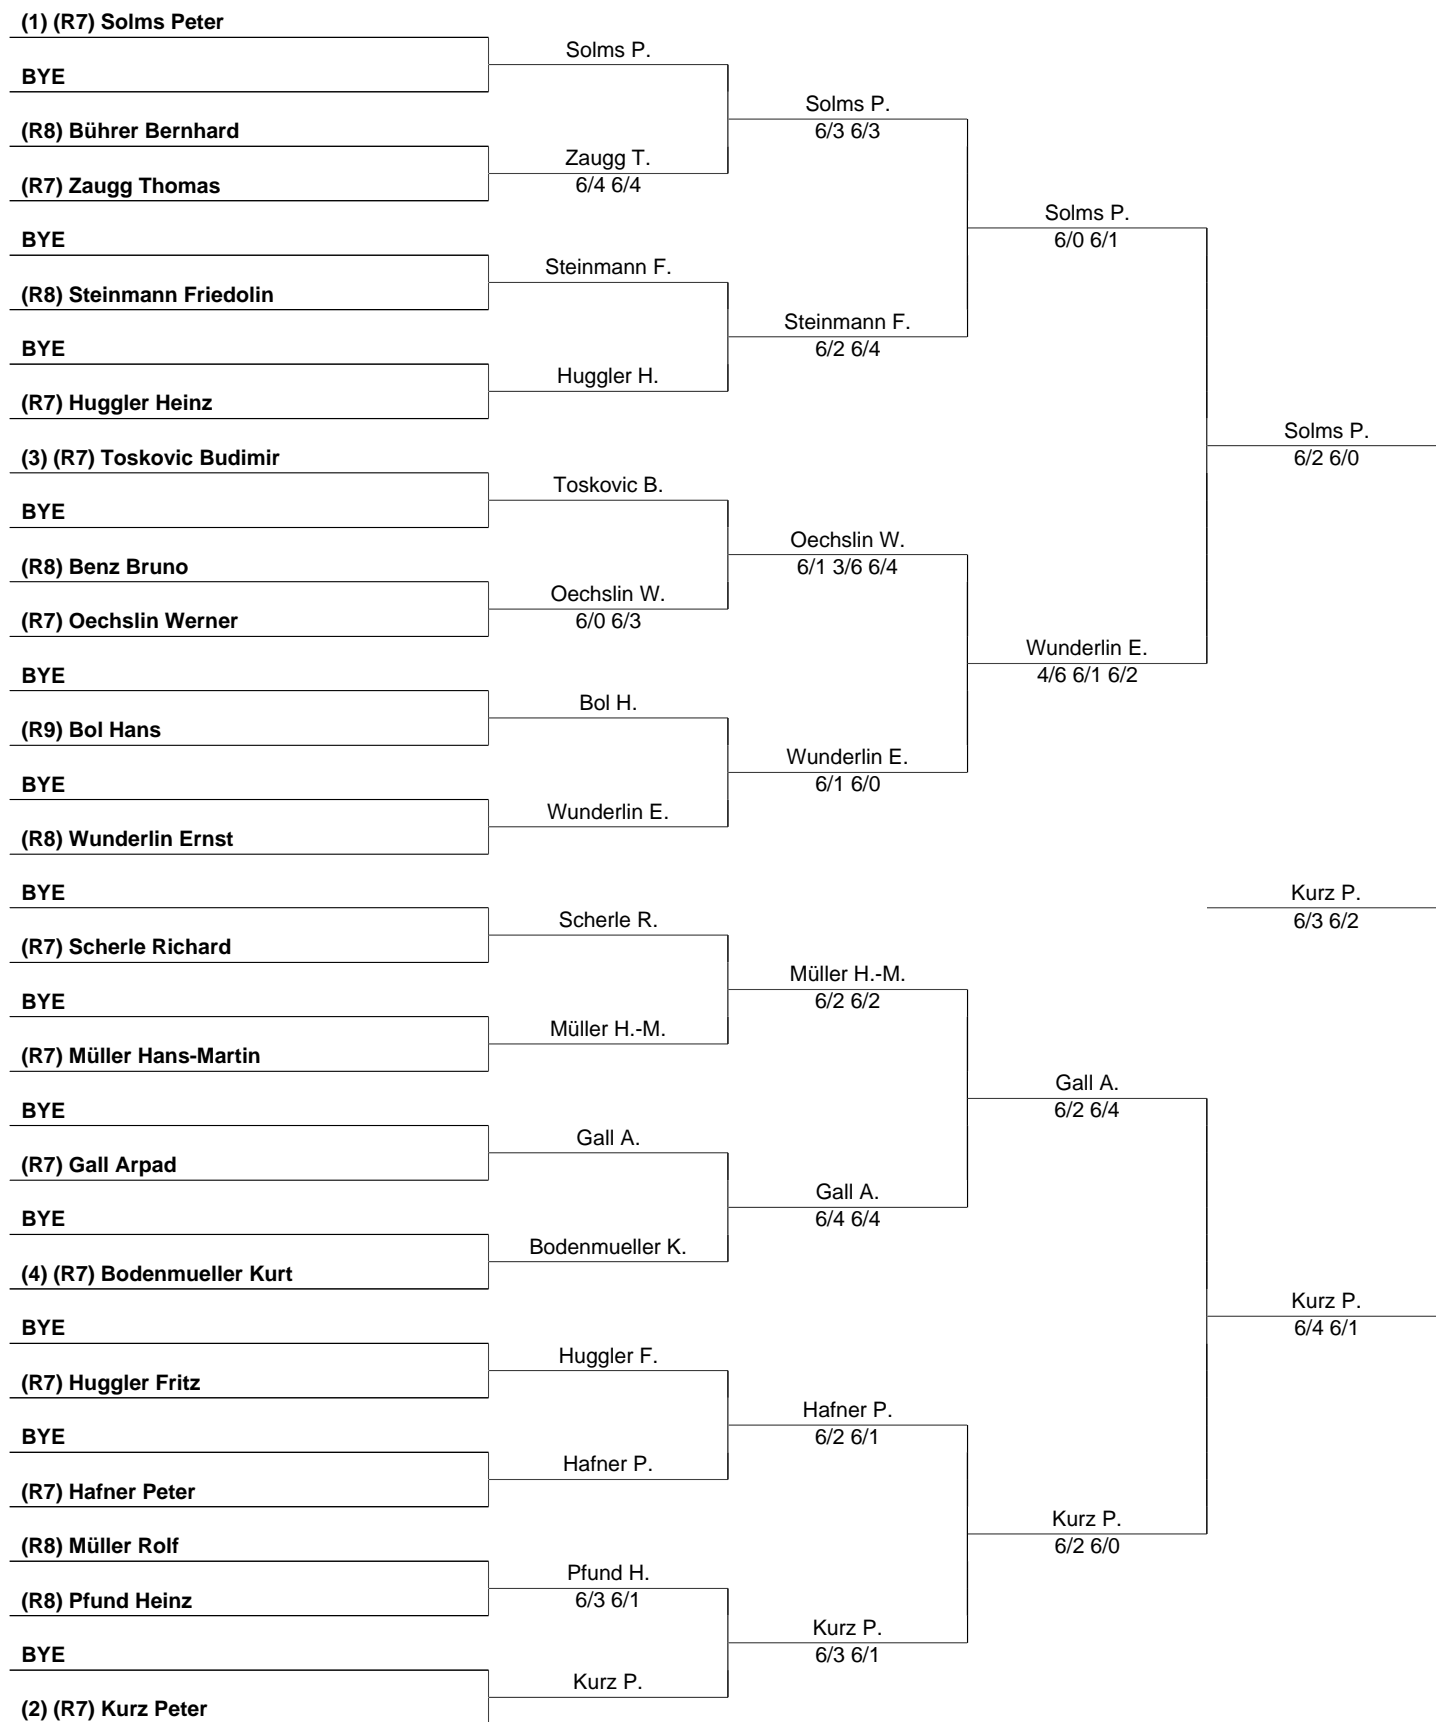 (1) (R7) Solms Peter
BYE
(R8) Bührer Bernhard
(R7) Zaugg Thomas
BYE
(R8) Steinmann Friedolin
BYE
(R7) Huggler Heinz
(3) (R7) Toskovic Budimir
BYE
(R8) Benz Bruno
(R7) Oechslin Werner
BYE
(R9) Bol Hans
BYE
(R8) Wunderlin Ernst
BYE
(R7) Scherle Richard
BYE
(R7) Müller Hans-Martin
BYE
(R7) Gall Arpad
BYE
(4) (R7) Bodenmueller Kurt
BYE
(R7) Huggler Fritz
BYE
(R7) Hafner Peter
(R8) Müller Rolf
(R8) Pfund Heinz
BYE
(2) (R7) Kurz Peter
Solms P.
Zaugg T.
6/4 6/4
Steinmann F.
Huggler H.
Toskovic B.
Oechslin W.
6/0 6/3
Bol H.
Wunderlin E.
Scherle R.
Müller H.-M.
Gall A.
Bodenmueller K.
Huggler F.
Hafner P.
Pfund H.
6/3 6/1
Kurz P.
Solms P.
6/3 6/3
Steinmann F.
6/2 6/4
Oechslin W.
6/1 3/6 6/4
Wunderlin E.
6/1 6/0
Müller H.-M.
6/2 6/2
Gall A.
6/4 6/4
Hafner P.
6/2 6/1
Kurz P.
6/3 6/1
Solms P.
6/0 6/1
Wunderlin E.
4/6 6/1 6/2
Gall A.
6/2 6/4
Kurz P.
6/2 6/0
Solms P.
6/2 6/0
Kurz P.
6/3 6/2
Kurz P.
6/4 6/1